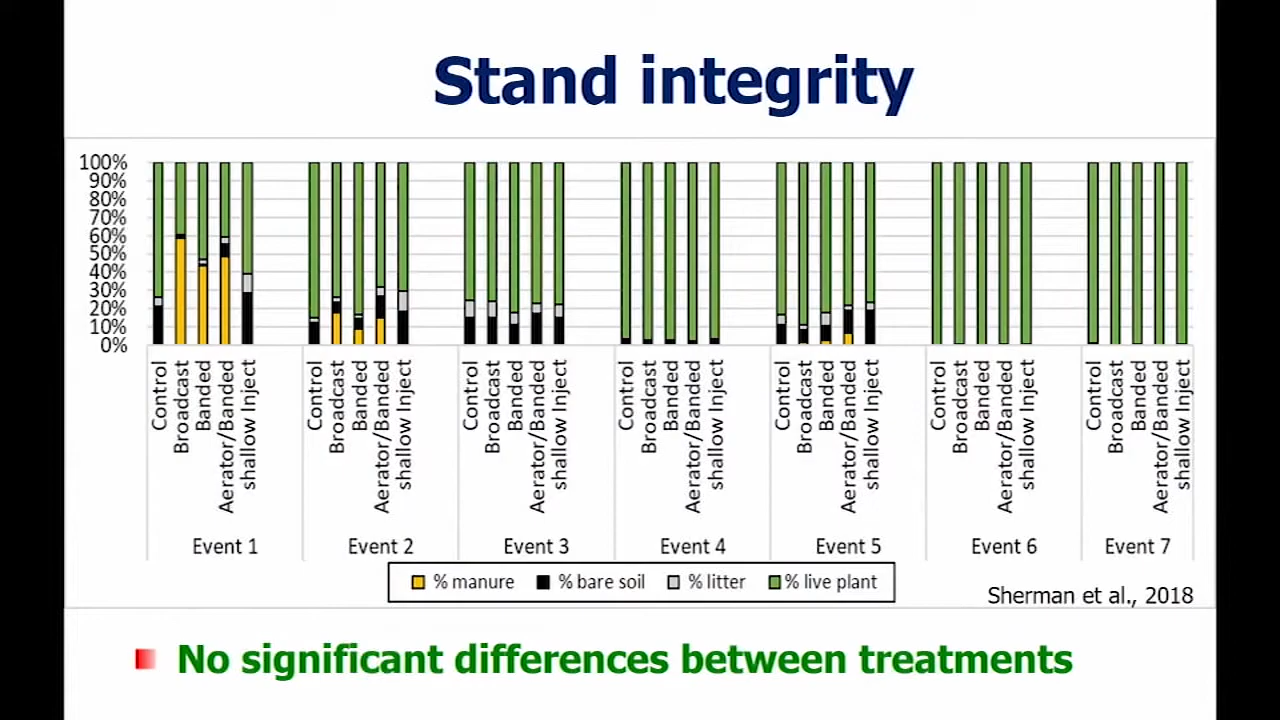 Stand integrity
100%
90%
80%
70%
60%
50%
40%
30%
20%
10%
0%
Control
Broadcast
Banded
Aerator/Banded
shallow Inject
Control
Broadcast
Banded
Aerator/Banded
shallow Inject
Control
Broadcast
Banded
Aerator/Banded
shallow Inject
Control
Broadcast
Banded
Aerator/Banded
shallow Inject
Control
Broadcast
Banded
Aerator/Banded
shallow Inject
Control
Broadcast
Banded
Aerator/Banded
shallow Inject
Control
Broadcast
Banded
Aerator/Banded
shallow Inject
Event 1 Event 2 Event 3 Event 4 Event 5 Event 6 Event 7
% manure % bare soil % litter % live plant
Sherman et al., 2018
No significant differences between treatments